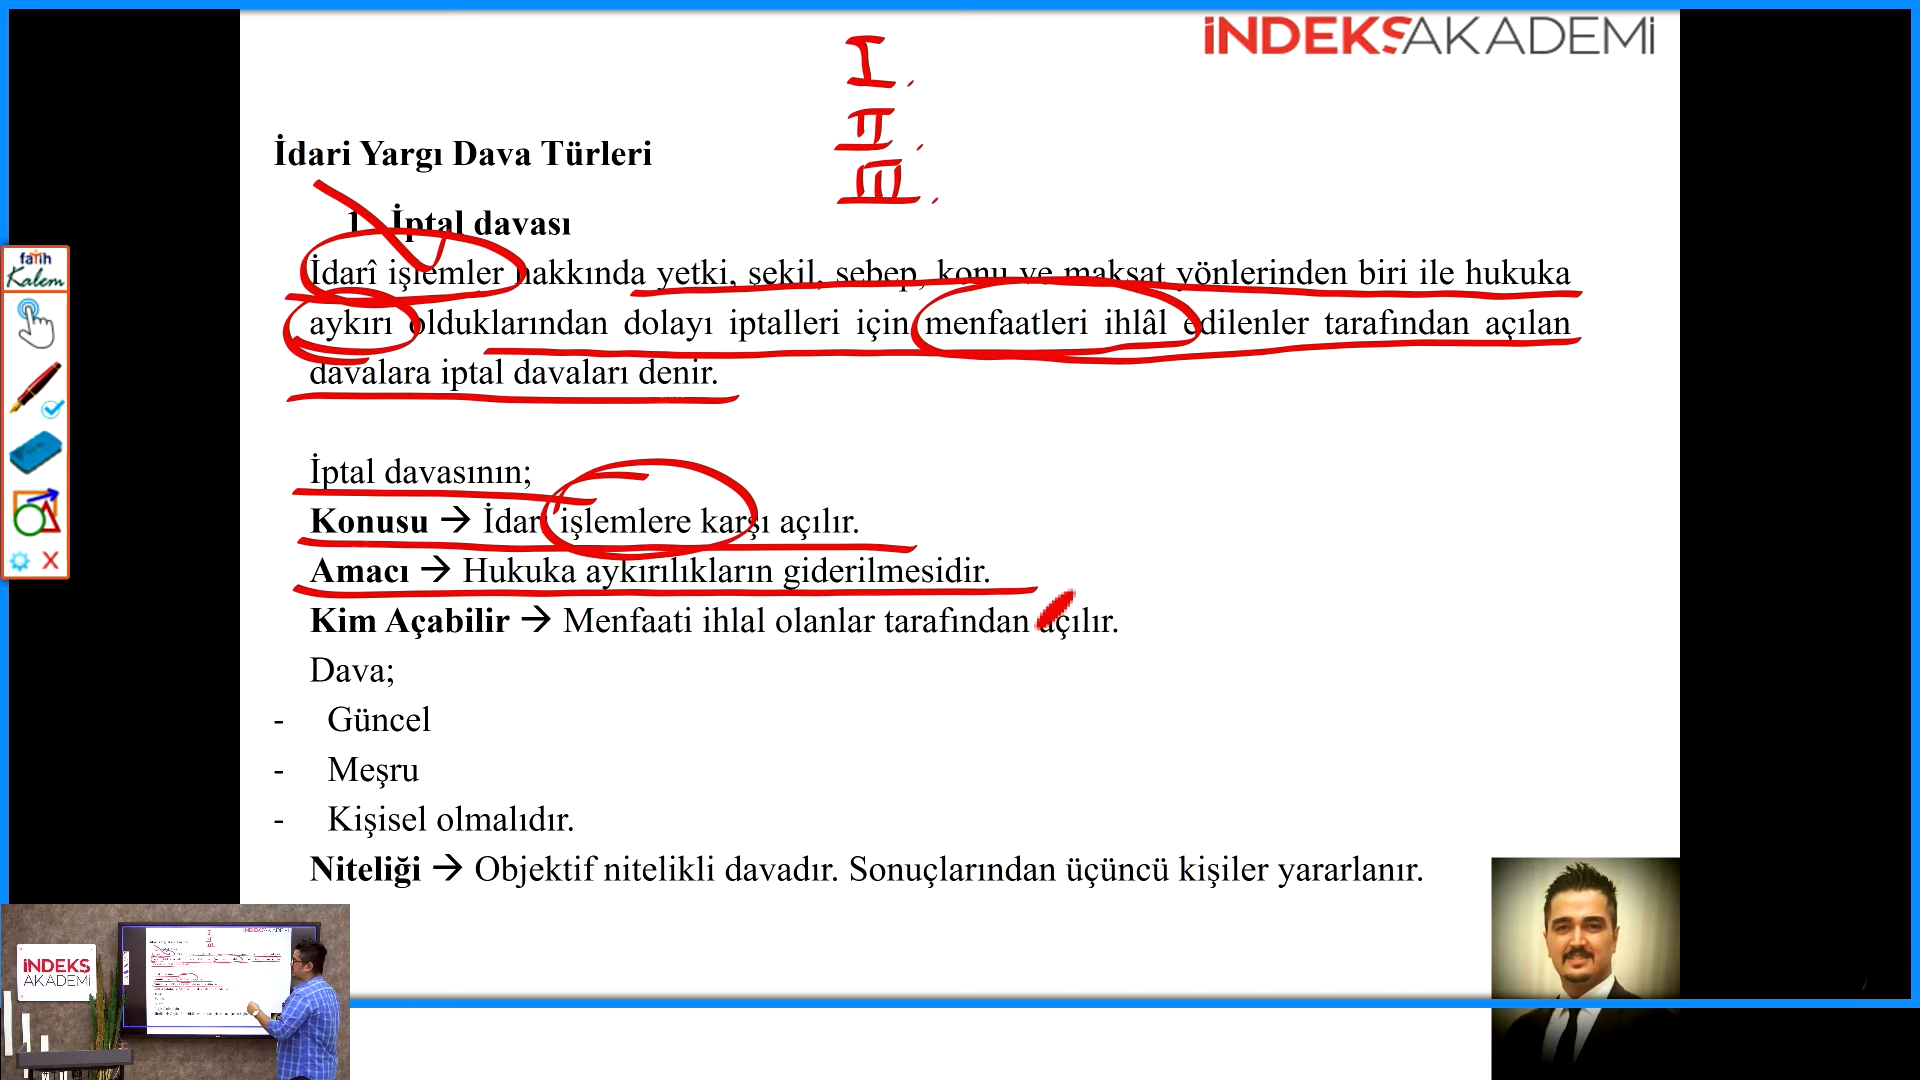 İNDEKSAKADEMİ
I.
II.
III.
İdari Yargı Dava Türleri
1. İptal davası
İdarî işlemler hakkında yetki, şekil, sebep, konu ve maksat yönlerinden biri ile hukuka
aykırı olduklarından dolayı iptalleri için menfaatleri ihlâl edilenler tarafından açılan
davalara iptal davaları denir.
fatih
Kalem
İptal davasının;
Konusu → İdari işlemlere karşı açılır.
Amacı → Hukuka aykırılıkların giderilmesidir.
Kim Açabilir → Menfaati ihlal olanlar tarafından açılır.
Dava;
- Güncel
- Meşru
- Kişisel olmalıdır.
Niteliği → Objektif nitelikli davadır. Sonuçlarından üçüncü kişiler yararlanır.
İNDEKS
AKADEMİ